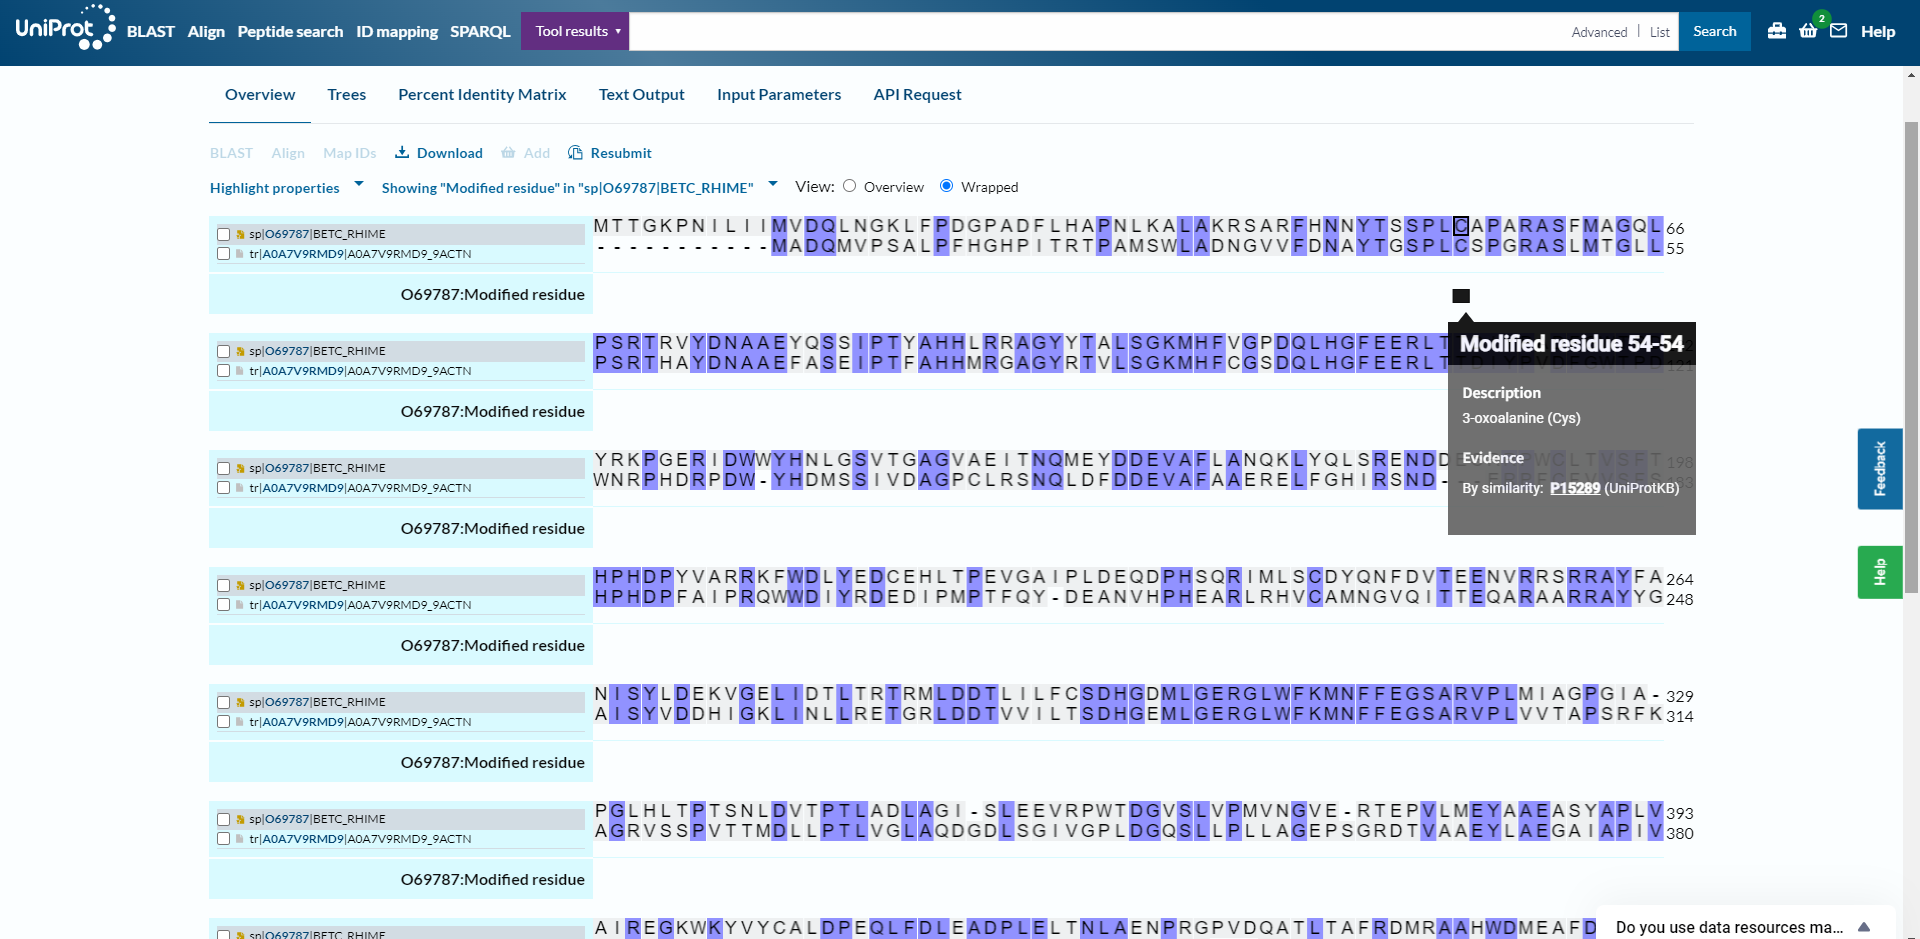 UniProt BLAST Align Peptide search ID mapping SPARQL Tool results Advanced | List Search 2 Help
Overview Trees Percent Identity Matrix Text Output Input Parameters API Request
BLAST Align Map IDs Download Add Resubmit
Highlight properties Showing "Modified residue" in "sp|O69787|BETC_RHIME" View: Overview Wrapped
sp|O69787|BETC_RHIME MTTGKPNILIIMVDQLNGKLFPDGPADFLHAPNLKALAKRSARFHNNYTSSPLCAPARASFMAGQL 66
tr|A0A7V9RMD9|A0A7V9RMD9_9ACTN -----------MADQMVPSALPFHGHPITRTPAMSWLADNGVVFDNAYTGSPLCSPGRASLMTGLL 55
O69787:Modified residue
sp|O69787|BETC_RHIME PSRTRVYDNAAEYQSSIPTYAHHLRRAGYYTALSGKMHFVGPDQLHGFEERLT
tr|A0A7V9RMD9|A0A7V9RMD9_9ACTN PSRTHAYDNAAEFASEIPTFAHHMRGAGYRTVLSGKMHFCGSDQLHGFEERLTTDIYPVDFGWTPD 121
O69787:Modified residue
Modified residue 54-54
Description
3-oxoalanine (Cys)
Evidence
By similarity: P15289 (UniProtKB)
sp|O69787|BETC_RHIME YRKPGERIDWWYHNLGSVTGAGVAEITNQMEYDDEVAFLANQKLYQLSRENDD 198
tr|A0A7V9RMD9|A0A7V9RMD9_9ACTN WNRPHDRPDW-YHDMSSIVDAGPCLRSNQLDFDDEVAFAAERELFGHIRSND- 183
O69787:Modified residue
sp|O69787|BETC_RHIME HPHDPYVARRKFWDLYEDCEHLTPEVGAIPLDEQDPHSQRIMLSCDYQNFDVTEENVRRSRRAYFA 264
tr|A0A7V9RMD9|A0A7V9RMD9_9ACTN HPHDPFAIPRQWWDIYRDEDIPMPTFQY-DEANVHPHEARLRHVCAMNGVQITTEQARAARRAYYG 248
O69787:Modified residue
sp|O69787|BETC_RHIME NISYLDEKVGELIDTLTRTRMLDDTLILFCSDHGDMLGERGLWFKMNFFEGSARVPLMIAGPGIA- 329
tr|A0A7V9RMD9|A0A7V9RMD9_9ACTN AISYVDDHIGKLINLLRETGRLDDTVVILTSDHGEMLGERGLWFKMNFFEGSARVPLVVTAPSRFK 314
O69787:Modified residue
sp|O69787|BETC_RHIME PGLHLTPTSNLDVTPTLADLAGI-SLEEVRPWTDGVSLVPMVNGVE-RTEPVLMEYAAEASYAPLV 393
tr|A0A7V9RMD9|A0A7V9RMD9_9ACTN AGRVSSPVTTMDLLPTLVGLAQDGDLSGIVGPLDGQSLLPLLAGEPSGRDTVAAEYLAEGAIAPIV 380
O69787:Modified residue
sp|O69787|BETC_RHIME AIREGKWKYVYCALDPEQLFDLEADPLELTNLAENPRGPVDQATLTAFRDMRAAHWDMEAFD
Feedback
Help
Do you use data resources ma...